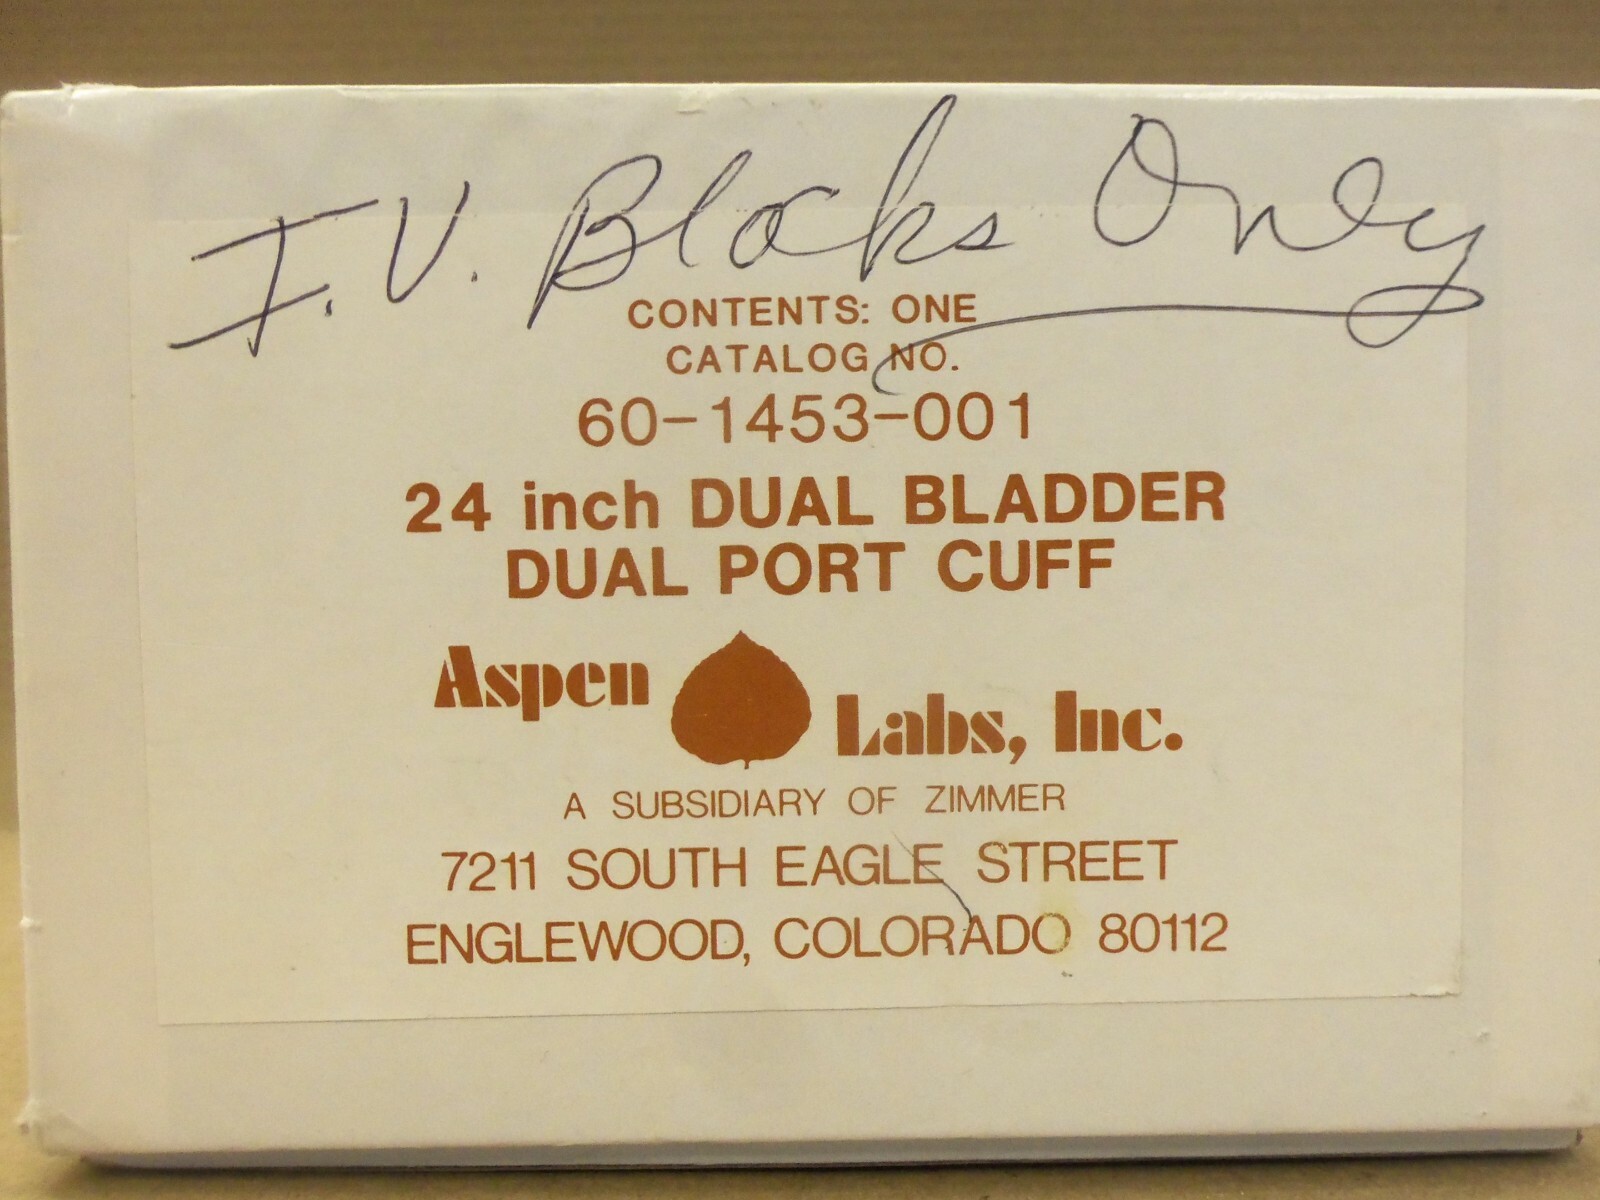 I.V. Blocks Only
CONTENTS: ONE
CATALOG NO.
60-1453-001
24 inch DUAL BLADDER
DUAL PORT CUFF
Aspen Labs, Inc.
A SUBSIDIARY OF ZIMMER
7211 SOUTH EAGLE STREET
ENGLEWOOD, COLORADO 80112